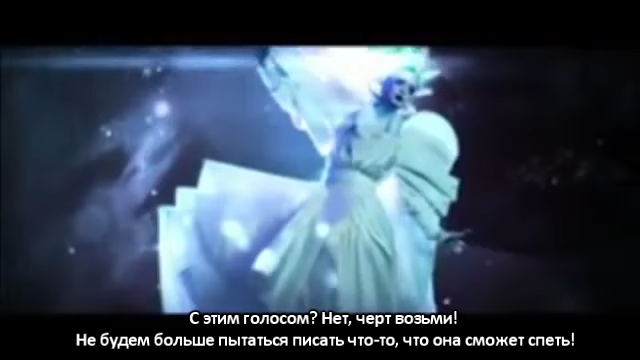 С этим голосом? Нет, черт возьми!
Не будем больше пытаться писать что-то, что она сможет спеть!